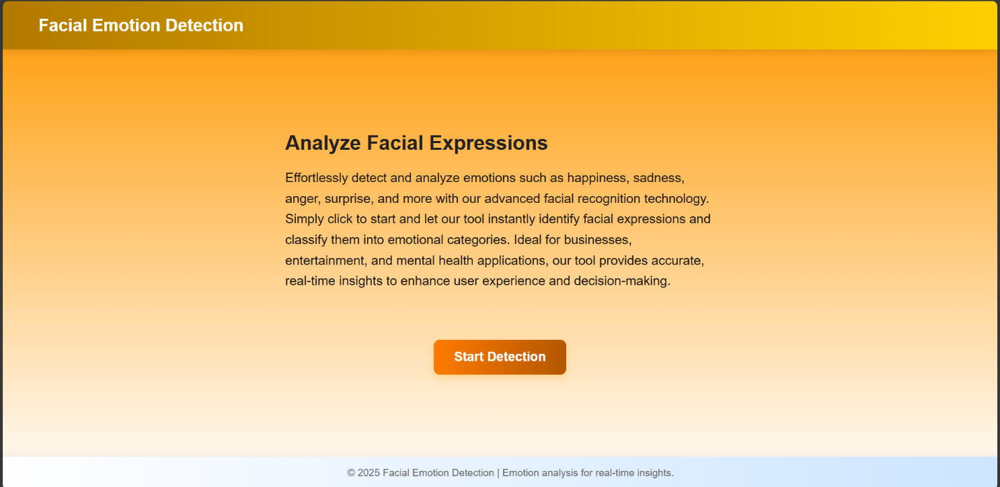 Facial Emotion Detection
Analyze Facial Expressions
Effortlessly detect and analyze emotions such as happiness, sadness,
anger, surprise, and more with our advanced facial recognition technology.
Simply click to start and let our tool instantly identify facial expressions and
classify them into emotional categories. Ideal for businesses,
entertainment, and mental health applications, our tool provides accurate,
real-time insights to enhance user experience and decision-making.
Start Detection
© 2025 Facial Emotion Detection | Emotion analysis for real-time insights.